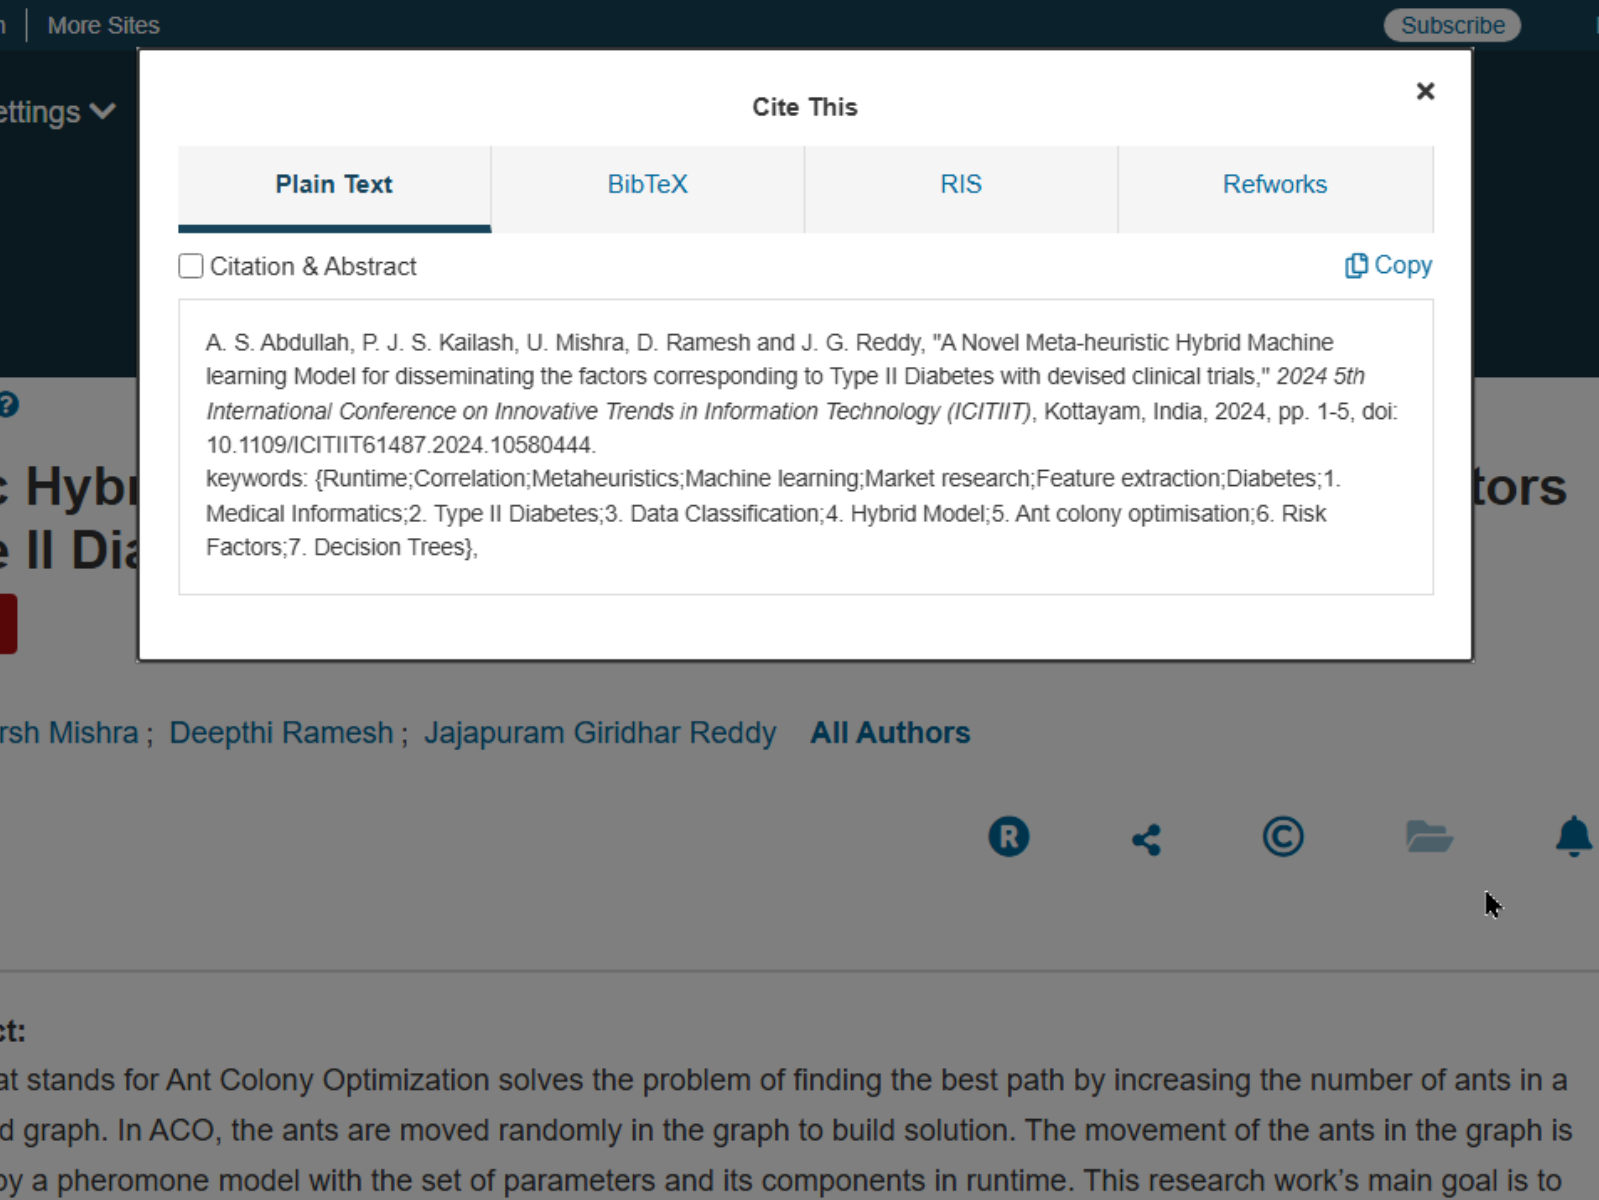 More Sites
Subscribe
ettings
Cite This
Plain Text
BibTeX
RIS
Refworks
Citation & Abstract
Copy
A. S. Abdullah, P. J. S. Kailash, U. Mishra, D. Ramesh and J. G. Reddy, "A Novel Meta-heuristic Hybrid Machine
learning Model for disseminating the factors corresponding to Type II Diabetes with devised clinical trials," 2024 5th
International Conference on Innovative Trends in Information Technology (ICITIIT), Kottayam, India, 2024, pp. 1-5, doi:
10.1109/ICITIIT61487.2024.10580444.
keywords: {Runtime;Correlation;Metaheuristics;Machine learning;Market research;Feature extraction;Diabetes;1.
Medical Informatics;2. Type II Diabetes;3. Data Classification;4. Hybrid Model;5. Ant colony optimisation;6. Risk
Factors;7. Decision Trees},
c Hybr tors
e II Dia
rsh Mishra ; Deepthi Ramesh ; Jajapuram Giridhar Reddy All Authors
ct:
at stands for Ant Colony Optimization solves the problem of finding the best path by increasing the number of ants in a
d graph. In ACO, the ants are moved randomly in the graph to build solution. The movement of the ants in the graph is
by a pheromone model with the set of parameters and its components in runtime. This research work's main goal is to